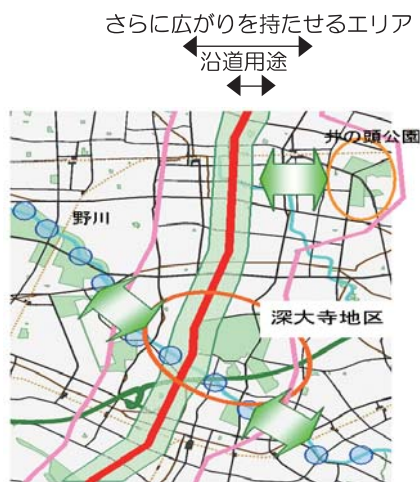 さらに広がりを持たせるエリア
沿道用途
井の頭公園
野川
深大寺地区